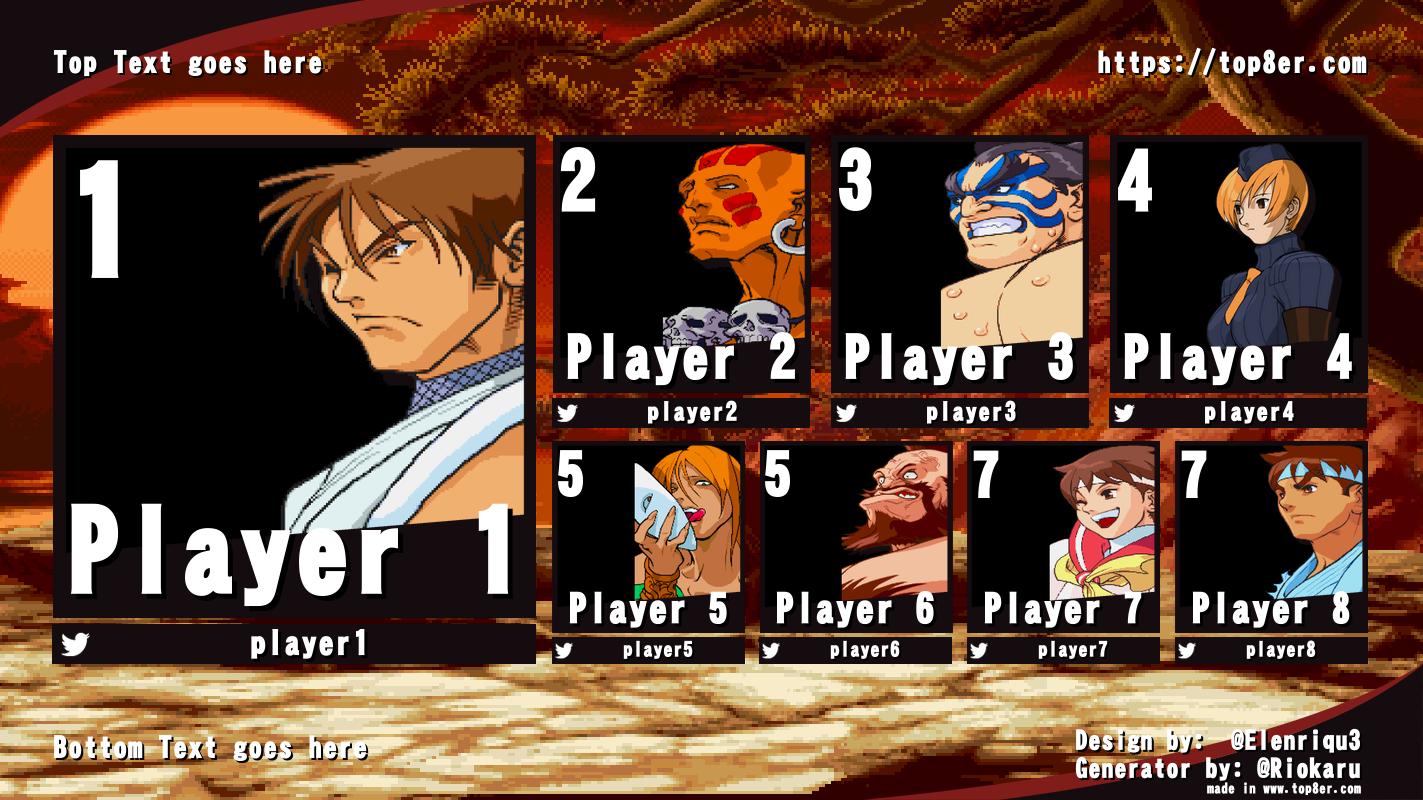 Top Text goes here
https://top8er.com
1
Player 1
player1
2
Player 2
player2
3
Player 3
player3
4
Player 4
player4
5
Player 5
player5
5
Player 6
player6
7
Player 7
player7
7
Player 8
player8
Bottom Text goes here
Design by: @Elenriqu3
Generator by: @Riokaru
made in www.top8er.com